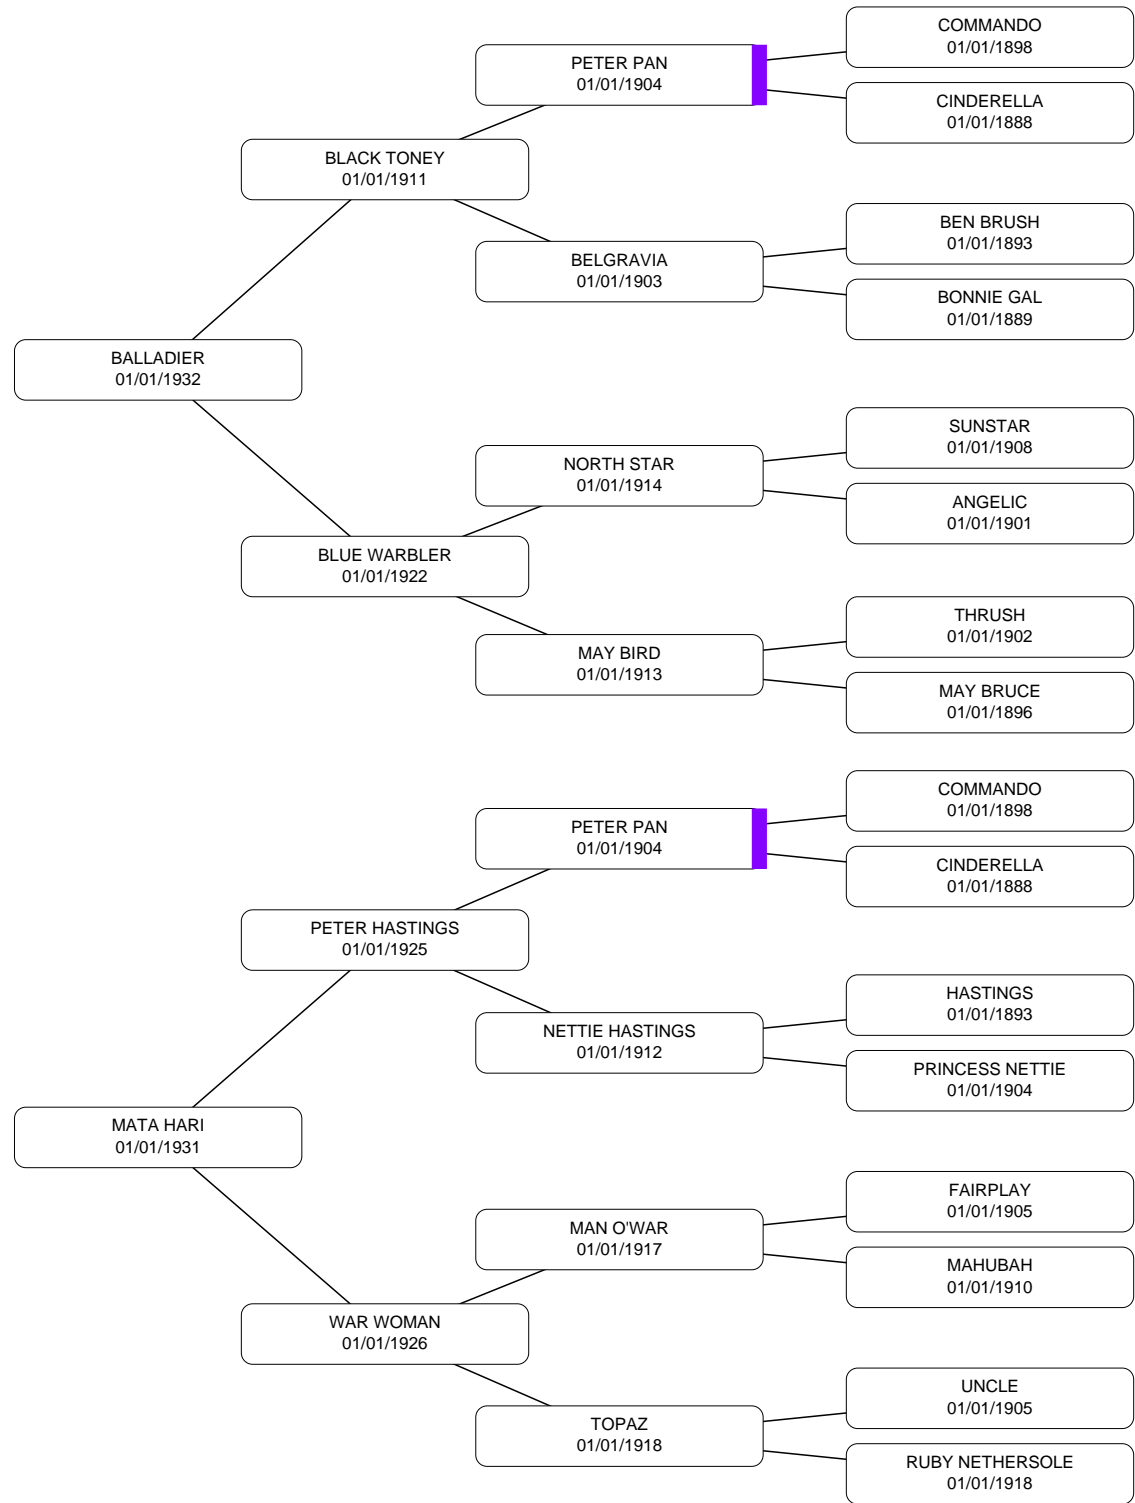 COMMANDO
01/01/1898
PETER PAN
01/01/1904
CINDERELLA
01/01/1888
BLACK TONEY
01/01/1911
BEN BRUSH
01/01/1893
BELGRAVIA
01/01/1903
BONNIE GAL
01/01/1889
BALLADIER
01/01/1932
SUNSTAR
01/01/1908
NORTH STAR
01/01/1914
ANGELIC
01/01/1901
BLUE WARBLER
01/01/1922
THRUSH
01/01/1902
MAY BIRD
01/01/1913
MAY BRUCE
01/01/1896
COMMANDO
01/01/1898
PETER PAN
01/01/1904
CINDERELLA
01/01/1888
PETER HASTINGS
01/01/1925
HASTINGS
01/01/1893
NETTIE HASTINGS
01/01/1912
PRINCESS NETTIE
01/01/1904
MATA HARI
01/01/1931
FAIRPLAY
01/01/1905
MAN O'WAR
01/01/1917
MAHUBAH
01/01/1910
WAR WOMAN
01/01/1926
UNCLE
01/01/1905
TOPAZ
01/01/1918
RUBY NETHERSOLE
01/01/1918